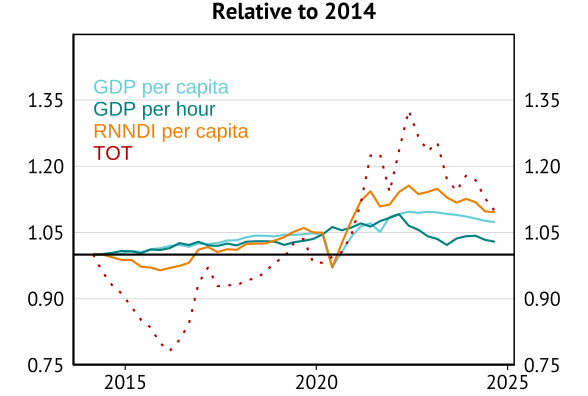 Relative to 2014
GDP per capita
GDP per hour
RNNDI per capita
TOT
1.35 1.35
1.20 1.20
1.05 1.05
0.90 0.90
0.75 0.75
2015 2020 2025